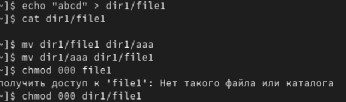 ~]$ echo "abcd" > dir1/file1
~]$ cat dir1/file1
~]$ mv dir1/file1 dir1/aaa
~]$ mv dir1/aaa dir1/file1
~]$ chmod 000 file1
получить доступ к 'file1': Нет такого файла или каталога
~]$ chmod 000 dir1/file1